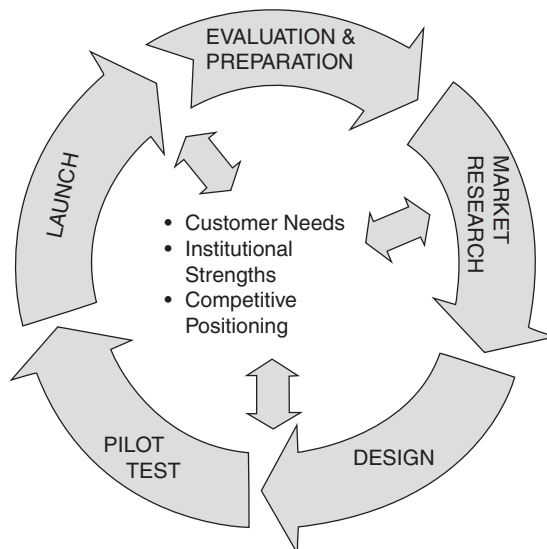 EVALUATION &
PREPARATION
MARKET
RESEARCH
DESIGN
PILOT
TEST
LAUNCH
• Customer Needs
• Institutional
Strengths
• Competitive
Positioning